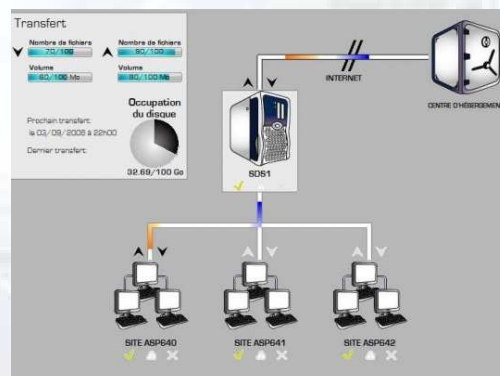 Transfert
Nombre de fichiers
70/100
Nombre de fichiers
80/100
Volume
60/100 Mo
Volume
80/100 Mo
Occupation
du disque
Prochain transfert:
le 03/09/2008 à 22h00
Dernier transfert:
32.69/100 Go
INTERNET
CENTRE D'HÉBERGEMENT
SDS1
SITE ASP640
SITE ASP641
SITE ASP642